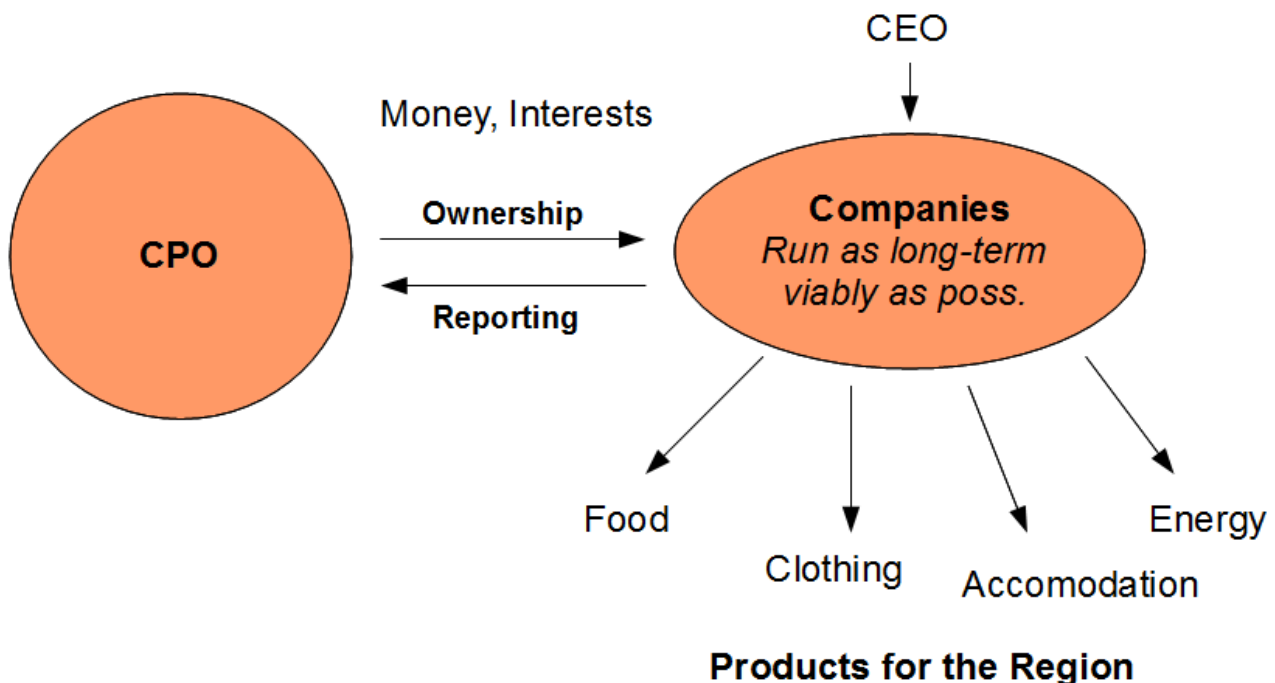 CEO
Money, Interests
Ownership
CPO
Reporting
Companies
Run as long-term
viably as poss.
Food
Clothing
Accomodation
Energy
Products for the Region